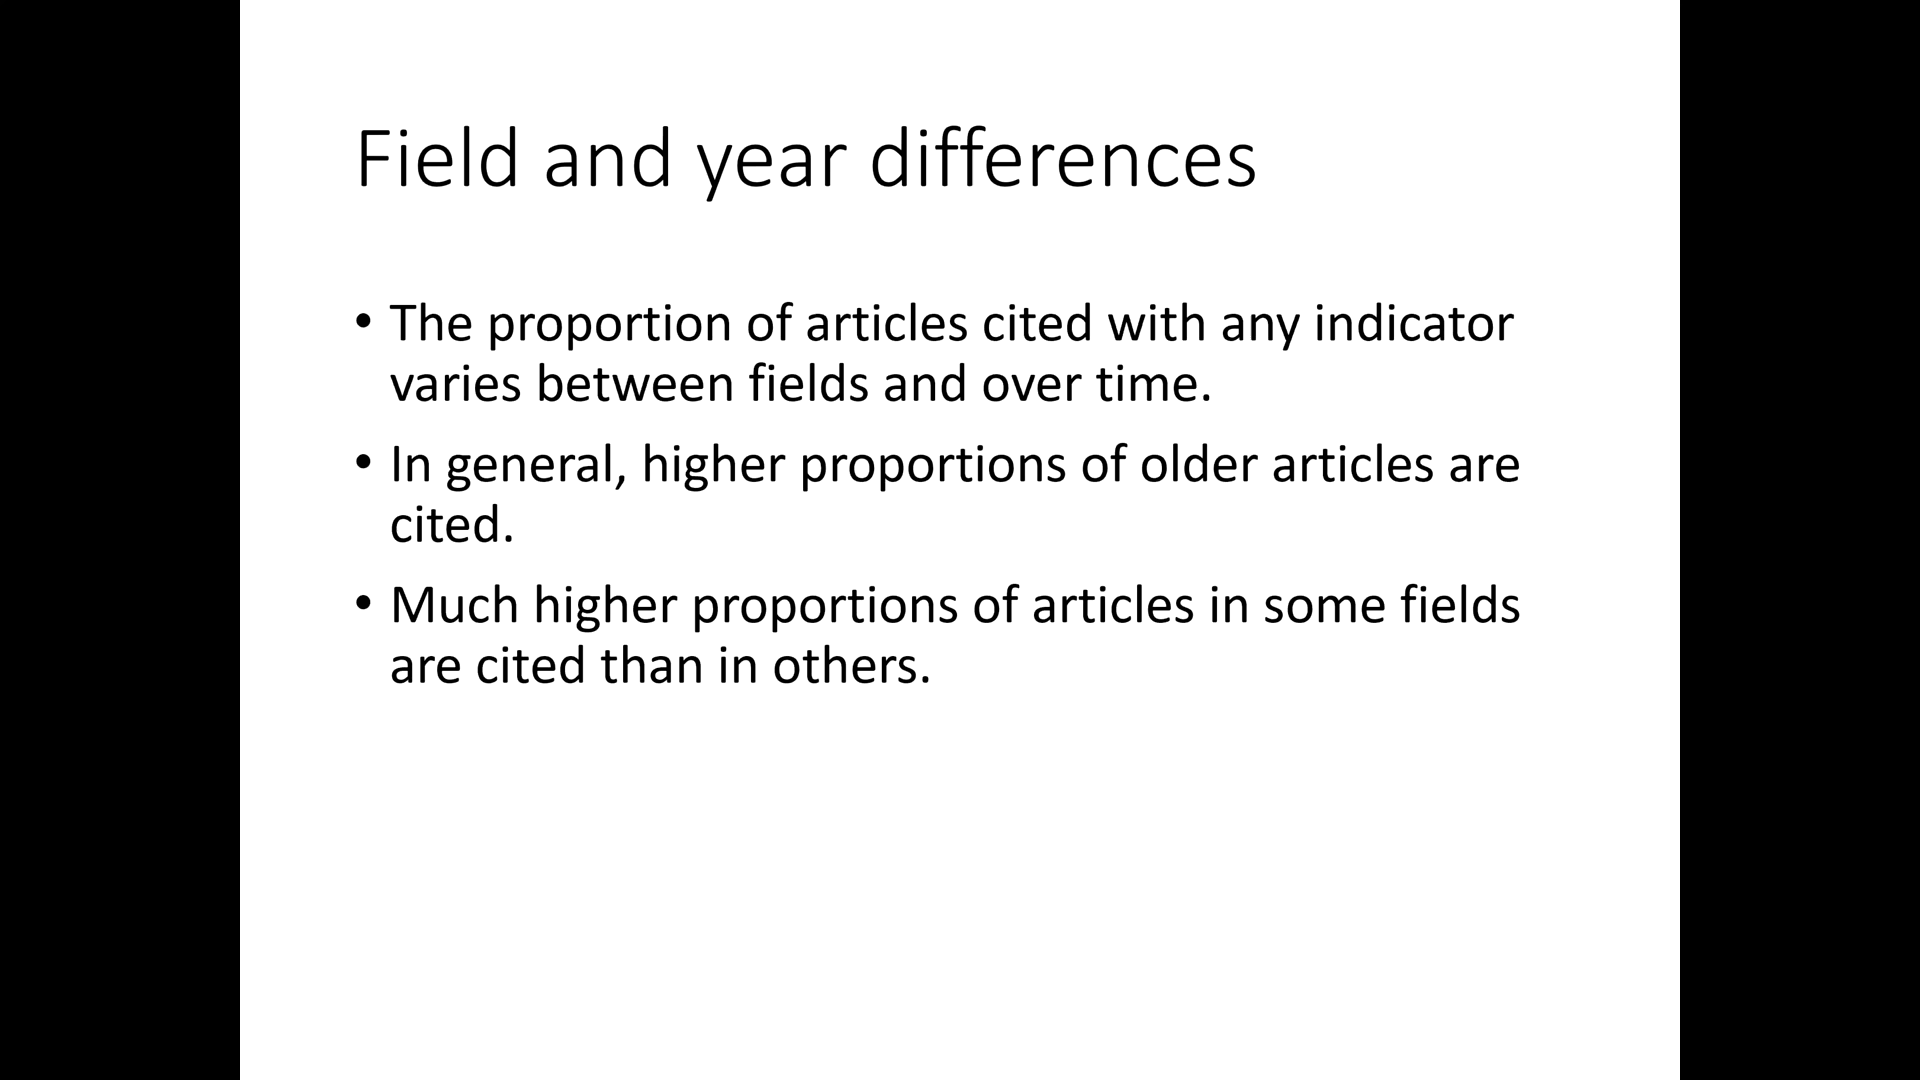 Field and year differences
• The proportion of articles cited with any indicator
varies between fields and over time.
• In general, higher proportions of older articles are
cited.
• Much higher proportions of articles in some fields
are cited than in others.